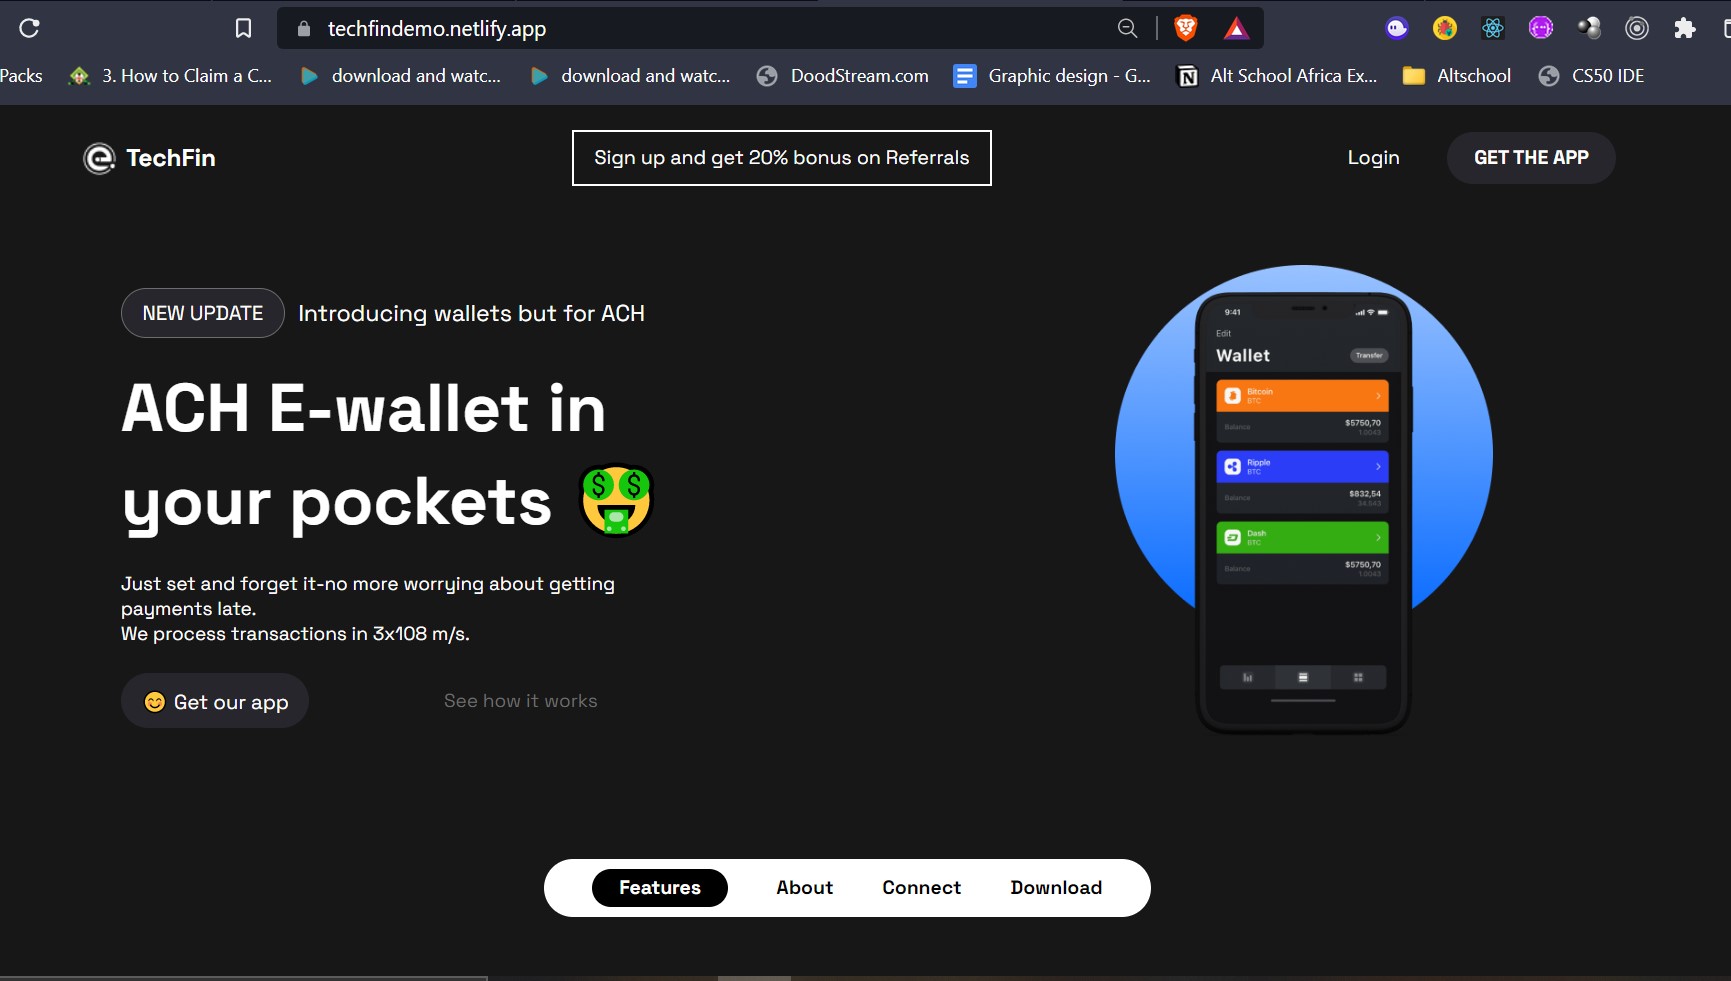 techfindemo.netlify.app
Packs
3. How to Claim a C...
download and watc...
download and watc...
DoodStream.com
Graphic design - G...
Alt School Africa Ex...
Altschool
CS50 IDE
TechFin
Sign up and get 20% bonus on Referrals
Login
GET THE APP
NEW UPDATE
Introducing wallets but for ACH
ACH E-wallet in
your pockets
Just set and forget it-no more worrying about getting
payments late.
We process transactions in 3x108 m/s.
Get our app
See how it works
9:41
Edit
Wallet
Transfer
Bitcoin
BTC
Balance
$5750,70
1.0043
Ripple
BTC
Balance
$832,54
34.543
Dash
BTC
Balance
$5750,70
1.0043
Features
About
Connect
Download